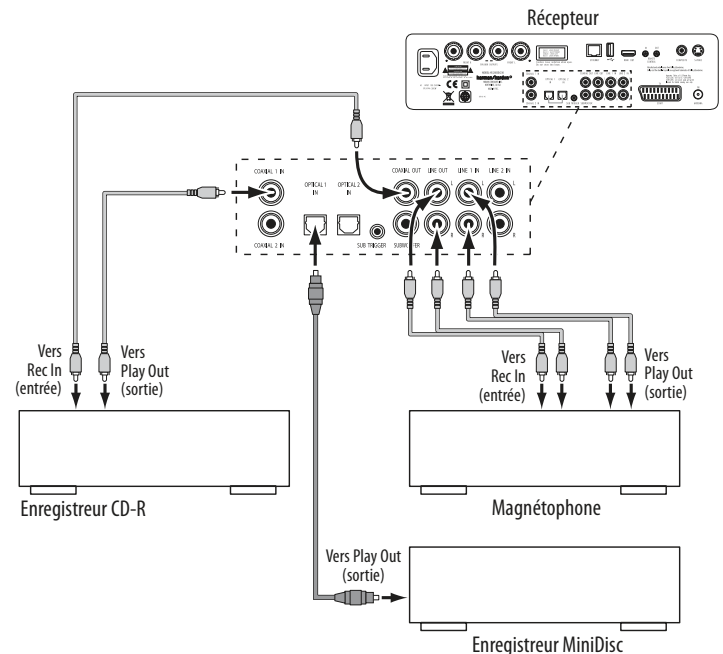 Récepteur
COAXIAL 1 IN
OPTICAL 1
IN
OPTICAL 2
IN
COAXIAL OUT
LINE OUT
LINE 1 IN
LINE 2 IN
L
L
L
R
R
R
COAXIAL 2 IN
SUB TRIGGER
SUBWOOFER
Vers
Rec In
(entrée)
Vers
Play Out
(sortie)
Vers
Rec In
(entrée)
Vers
Play Out
(sortie)
Enregistreur CD-R
Magnétophone
Vers Play Out
(sortie)
Enregistreur MiniDisc